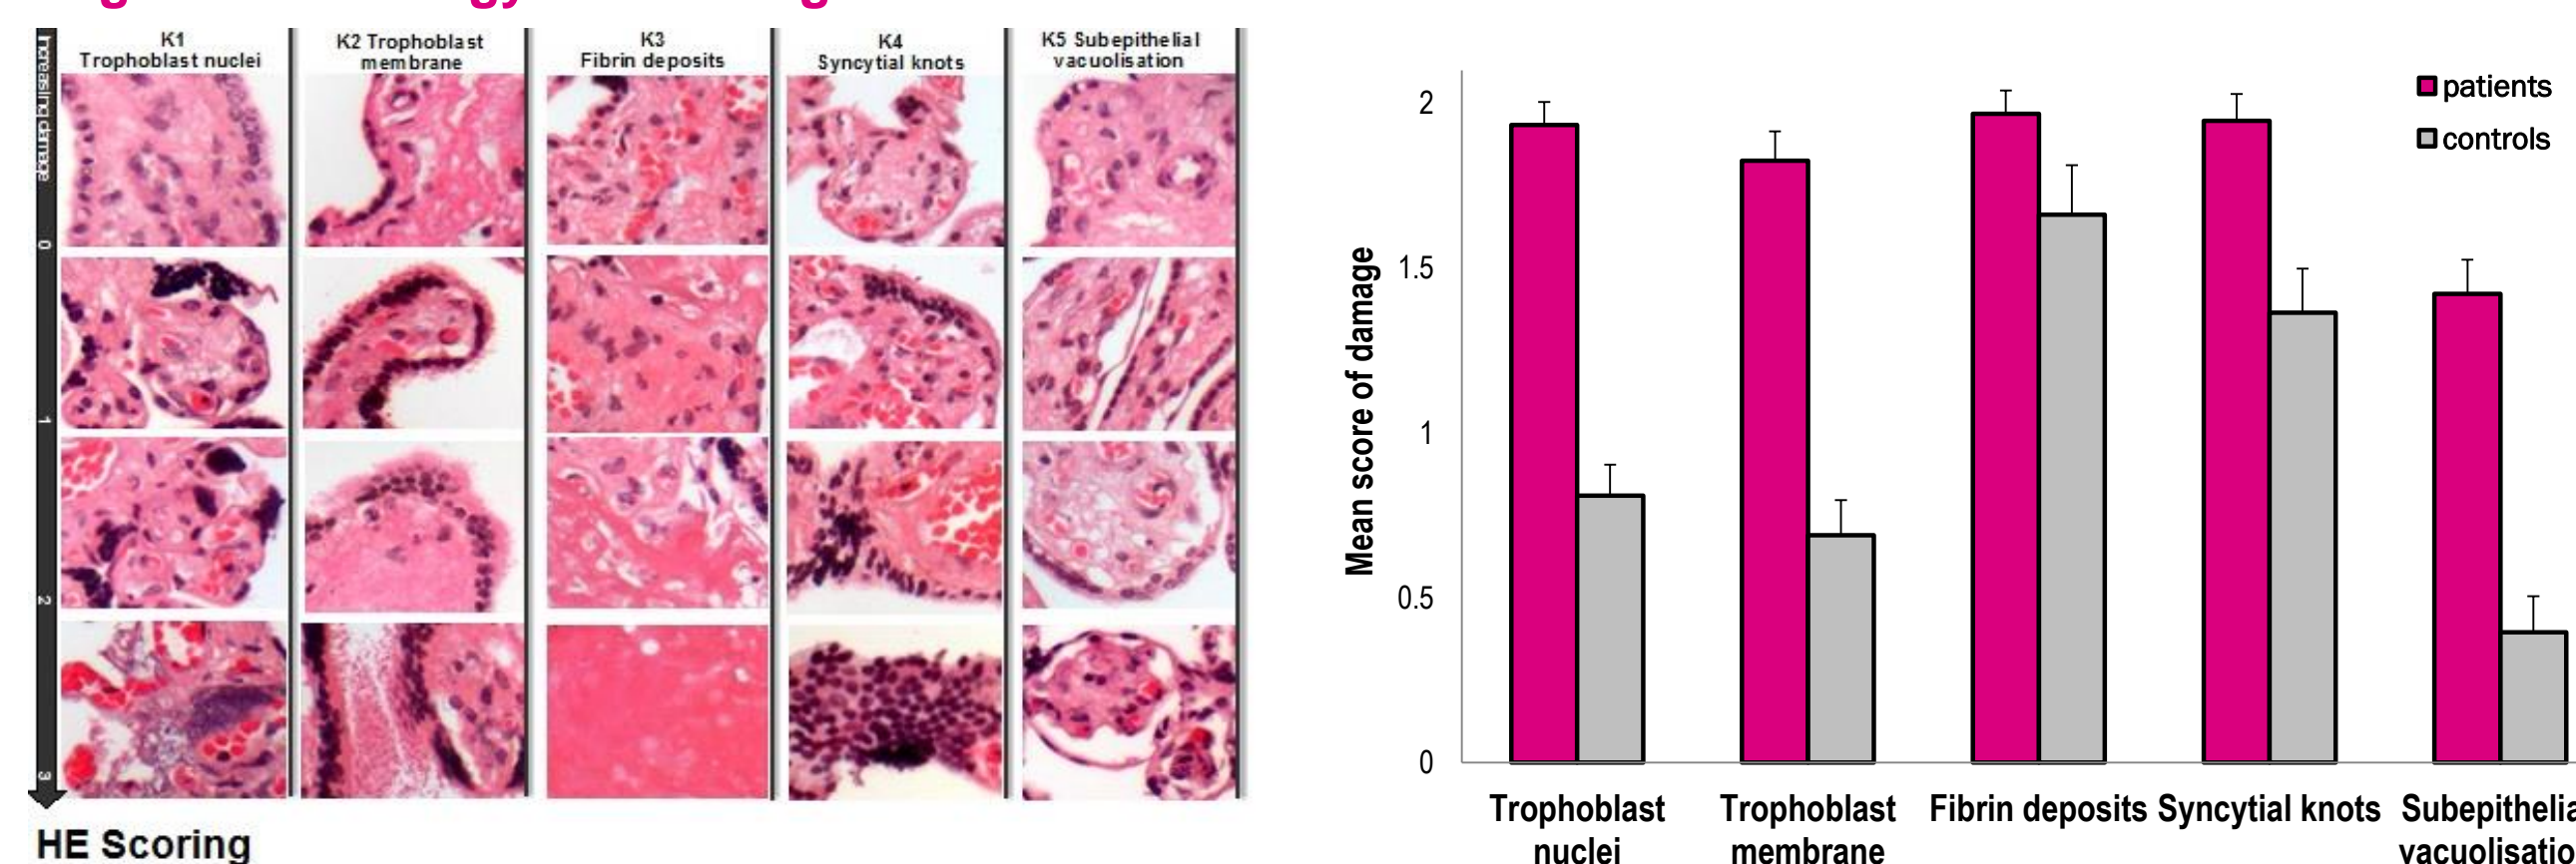 K1
Trophoblast nuclei
K2 Trophoblast
membrane
K3
Fibrin deposits
K4
Syncytial knots
K5 Subepithelial
vacuolisation
Increasing damage
0
1
2
3
HE Scoring
patients
controls
Mean score of damage
2
1.5
1
0.5
0
Trophoblast
nuclei
Trophoblast
membrane
Fibrin deposits
Syncytial knots
Subepithelia
vacuolisatio